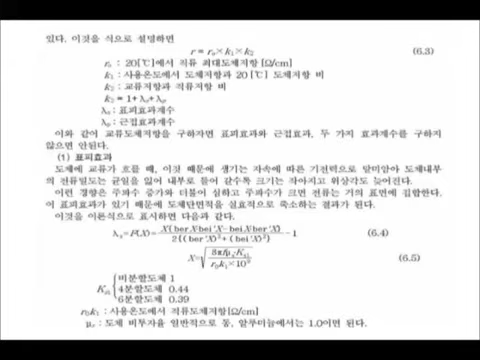 있다. 이것을 식으로 설명하면
r = r₀×k₁×k₂ (6.3)
r₀ : 20[℃]에서 직류 최대도체저항[Ω/cm]
k₁ : 사용온도에서 도체저항과 20 [℃] 도체저항 비
k₂ : 교류저항과 직류저항 비
k₂ = 1+λₛ+λₚ
λₛ : 표피효과계수
λₚ : 근접효과계수
이와 같이 교류도체저항을 구하자면 표피효과와 근접효과, 두 가지 효과계수를 구하지
않으면 안된다.
(1) 표피효과
도체에 교류가 흐를 때, 이것 때문에 생기는 자속에 따른 기전력으로 말미암아 도체내부
의 전류밀도는 균일을 잃어 내부로 들어 갈수록 크기는 작아지고 위상각도 늦어진다.
이런 경향은 주파수 증가와 더불어 심하고 주파수가 크면 전류는 거의 표면에 집합한다.
이 표피효과가 있기 때문에 도체단면적을 실효적으로 축소하는 결과가 된다.
이것을 이론식으로 표시하면 다음과 같다.
λₛ=F(X)= X(ber X·bei′X−bei X·ber′X) / 2{(ber′X)²+(bei′X)²} −1 (6.4)
X=√(8πfμₛKₛ₁ / r₀k₁×10⁹) (6.5)
Kₛ₁ { 비분할도체 1
4분할도체 0.44
6분할도체 0.39
r₀k₁ : 사용온도에서 직류도체저항[Ω/cm]
μₛ : 도체 비투자율 일반적으로 동, 알루미늄에서는 1.0이면 된다.